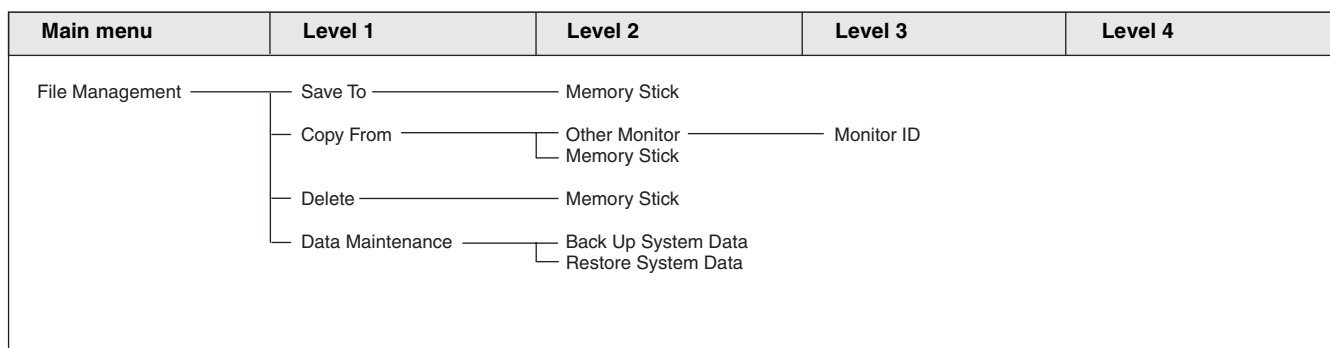 Main menu Level 1 Level 2 Level 3 Level 4
File Management Save To Memory Stick
Copy From Other Monitor Monitor ID
Memory Stick
Delete Memory Stick
Data Maintenance Back Up System Data
Restore System Data